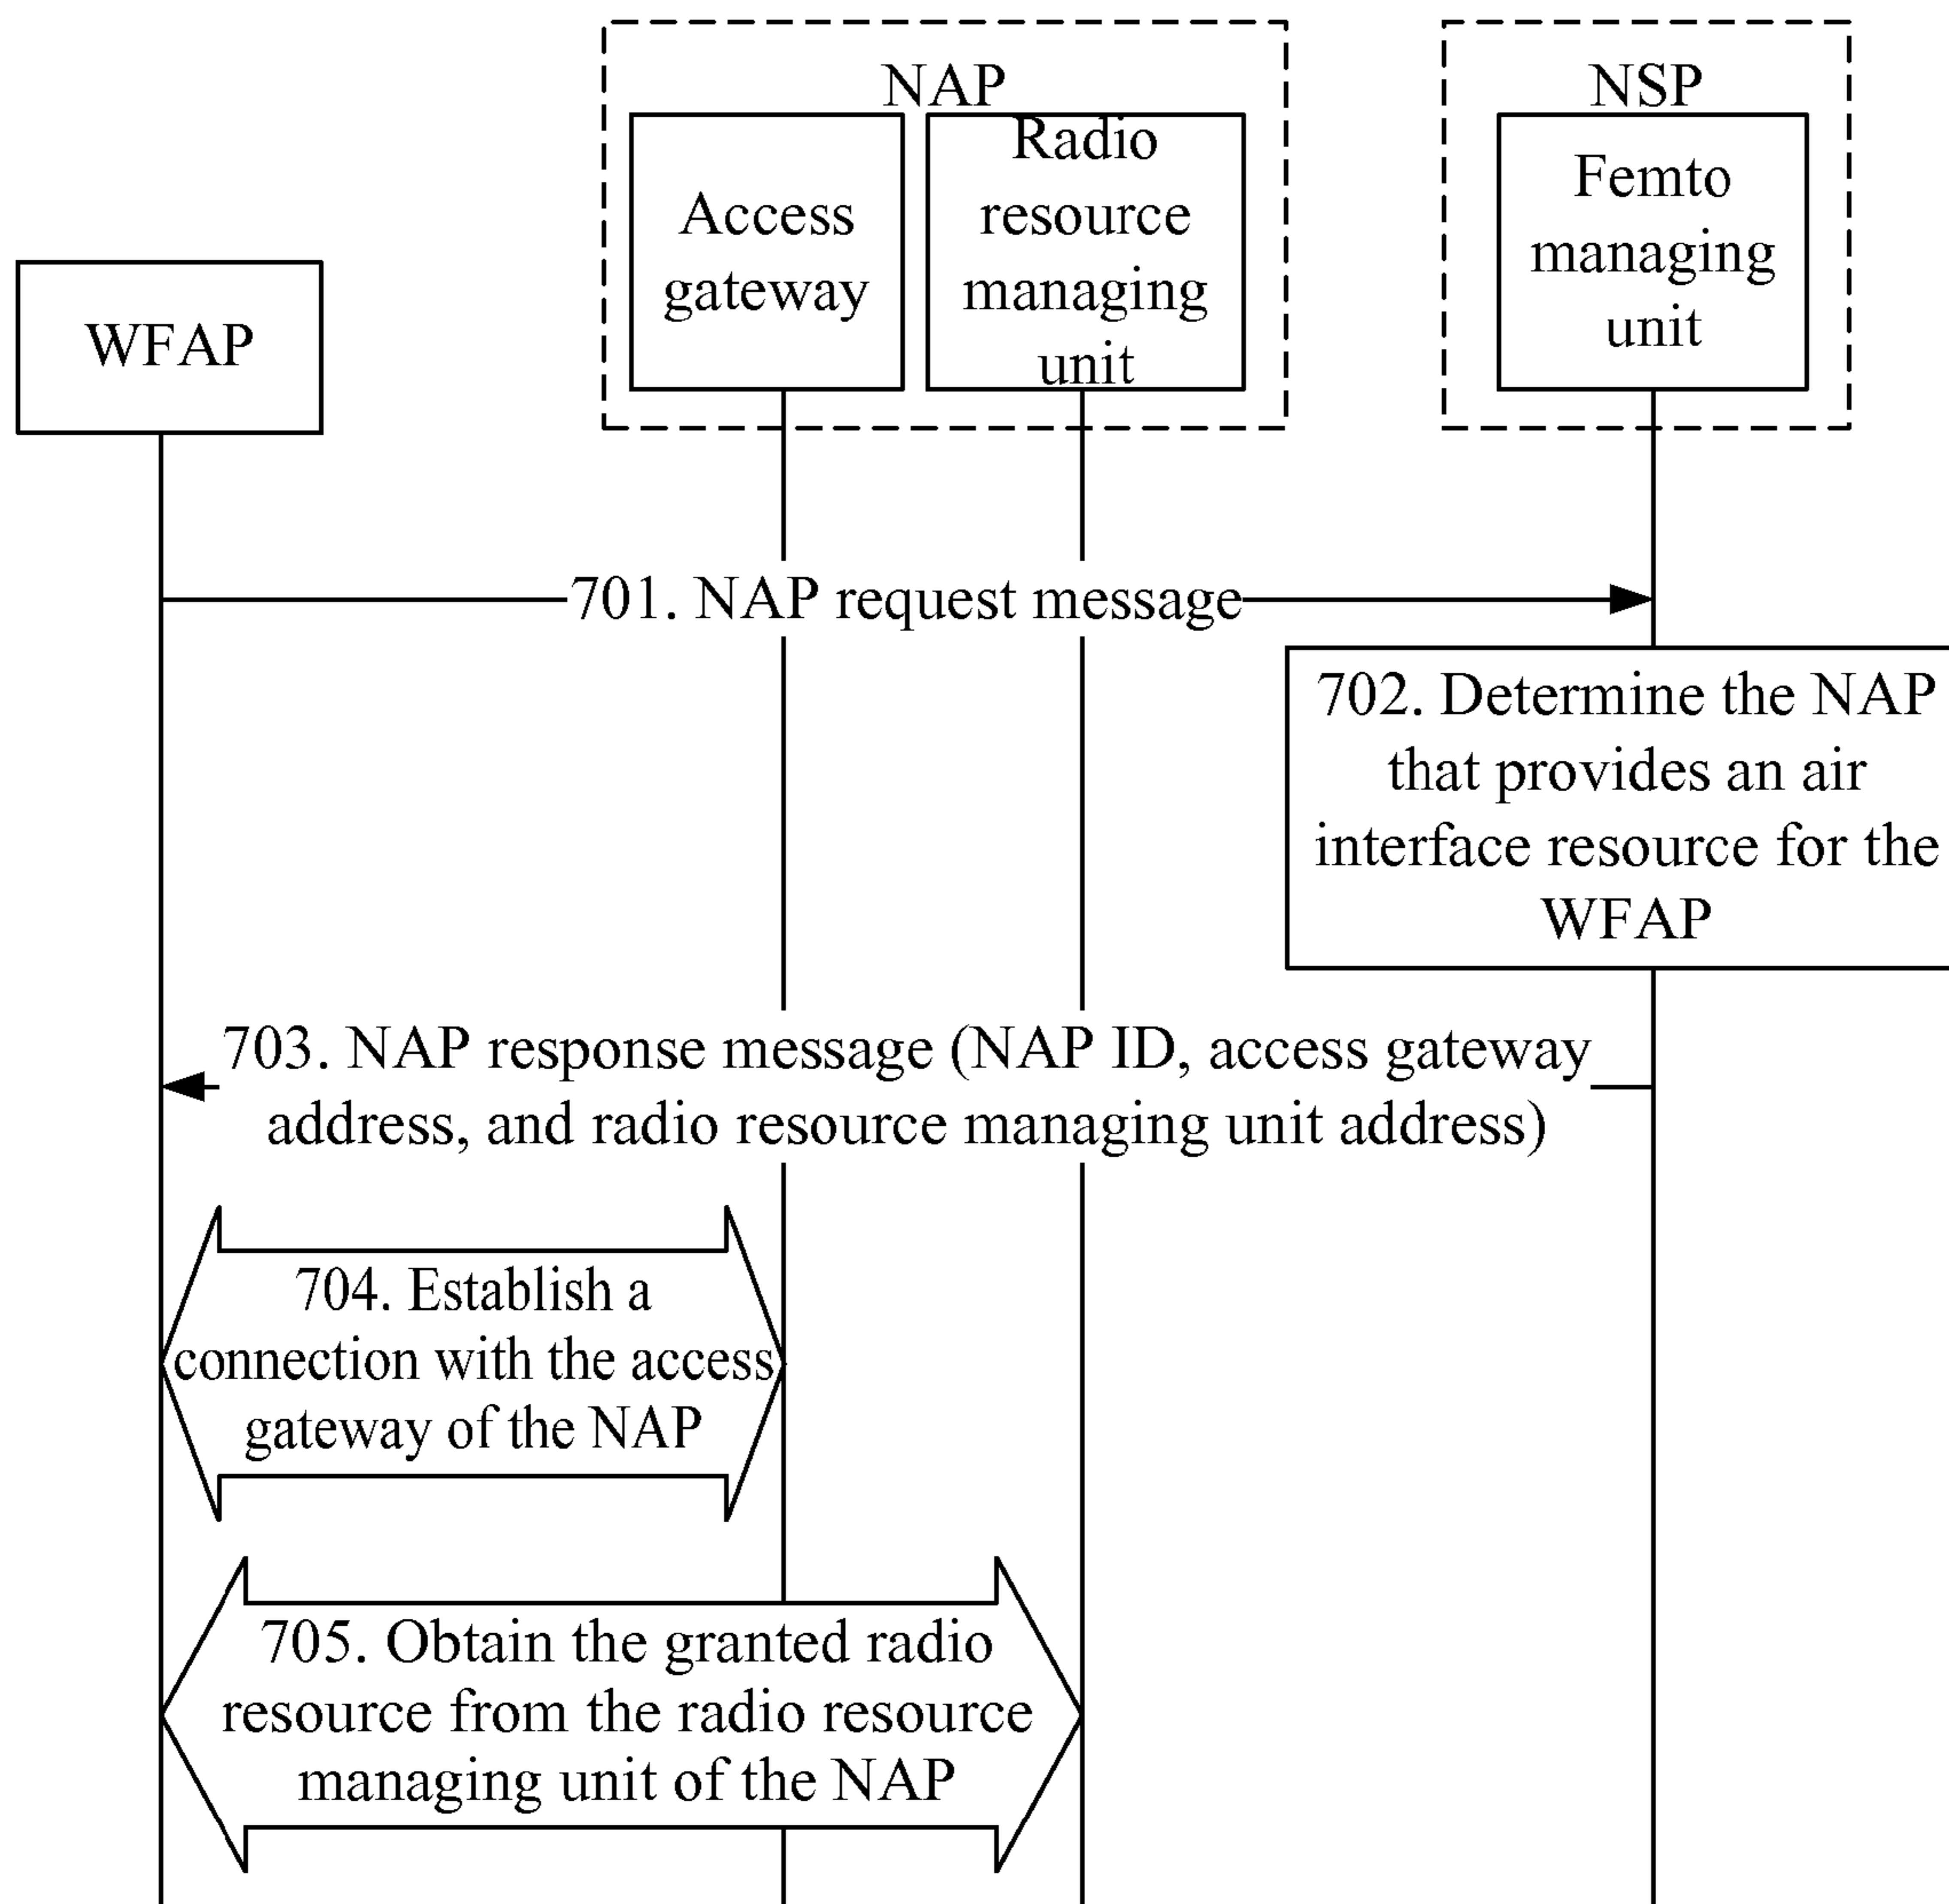 NAP
NSP
WFAP
Access
gateway
Radio
resource
managing
unit
Femto
managing
unit
701. NAP request message
702. Determine the NAP
that provides an air
interface resource for the
WFAP
703. NAP response message (NAP ID, access gateway
address, and radio resource managing unit address)
704. Establish a
connection with the access
gateway of the NAP
705. Obtain the granted radio
resource from the radio resource
managing unit of the NAP